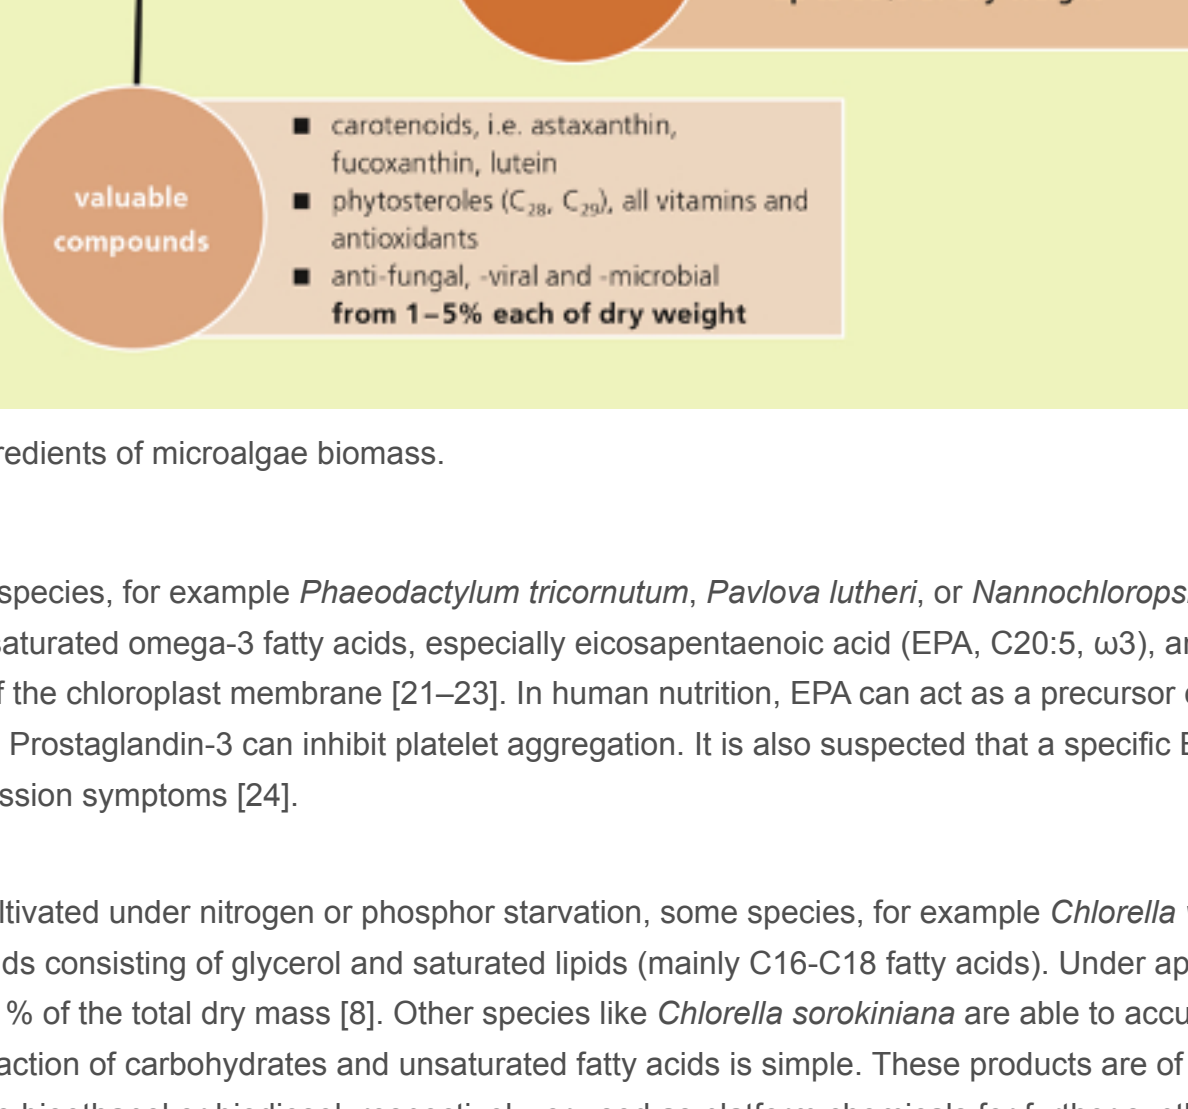 valuable
compounds
■ carotenoids, i.e. astaxanthin,
fucoxanthin, lutein
■ phytosteroles (C₂₈, C₂₉), all vitamins and
antioxidants
■ anti-fungal, -viral and -microbial
from 1–5% each of dry weight
redients of microalgae biomass.
species, for example Phaeodactylum tricornutum, Pavlova lutheri, or Nannochlorops
saturated omega-3 fatty acids, especially eicosapentaenoic acid (EPA, C20:5, ω3), a
f the chloroplast membrane [21–23]. In human nutrition, EPA can act as a precursor
Prostaglandin-3 can inhibit platelet aggregation. It is also suspected that a specific E
ession symptoms [24].
ltivated under nitrogen or phosphor starvation, some species, for example Chlorella
ds consisting of glycerol and saturated lipids (mainly C16-C18 fatty acids). Under ap
% of the total dry mass [8]. Other species like Chlorella sorokiniana are able to accu
action of carbohydrates and unsaturated fatty acids is simple. These products are of